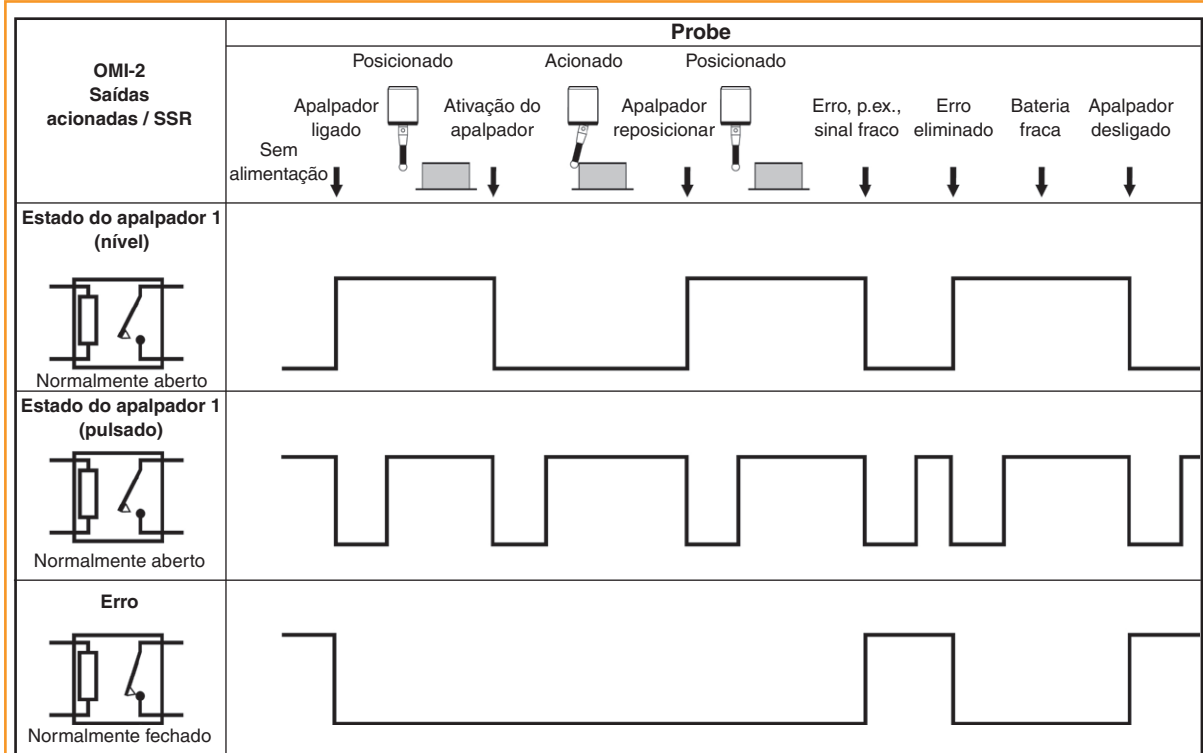 OMI-2
Saídas
acionadas / SSR
Probe
Posicionado
Acionado
Posicionado
Sem
alimentação
Apalpador
ligado
Ativação do
apalpador
Apalpador
reposicionar
Erro, p.ex.,
sinal fraco
Erro
eliminado
Bateria
fraca
Apalpador
desligado
Estado do apalpador 1
(nível)
Normalmente aberto
Estado do apalpador 1
(pulsado)
Normalmente aberto
Erro
Normalmente fechado